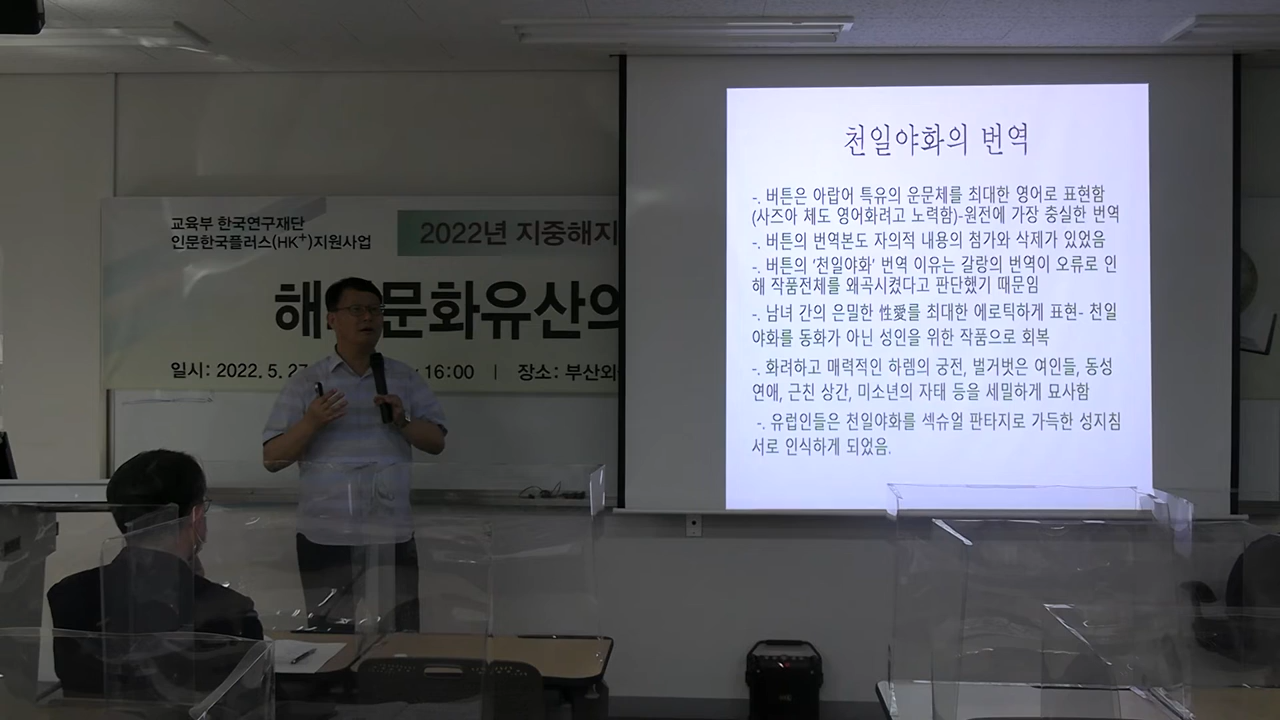 교육부 한국연구재단
인문한국플러스(HK⁺)지원사업
2022년 지중해지
문화유산의
일시: 2022. 5. 27
16:00 | 장소: 부산외
천일야화의 번역
-. 버튼은 아랍어 특유의 운문체를 최대한 영어로 표현함
(사즈아 체도 영어화려고 노력함)-원전에 가장 충실한 번역
-. 버튼의 번역본도 자의적 내용의 첨가와 삭제가 있었음
-. 버튼의 '천일야화' 번역 이유는 갈랑의 번역이 오류로 인
해 작품전체를 왜곡시켰다고 판단했기 때문임
-. 남녀 간의 은밀한 性愛를 최대한 에로틱하게 표현- 천일
야화를 동화가 아닌 성인을 위한 작품으로 회복
-. 화려하고 매력적인 하렘의 궁전, 벌거벗은 여인들, 동성
연애, 근친 상간, 미소년의 자태 등을 세밀하게 묘사함
-. 유럽인들은 천일야화를 섹슈얼 판타지로 가득한 성지침
서로 인식하게 되었음.